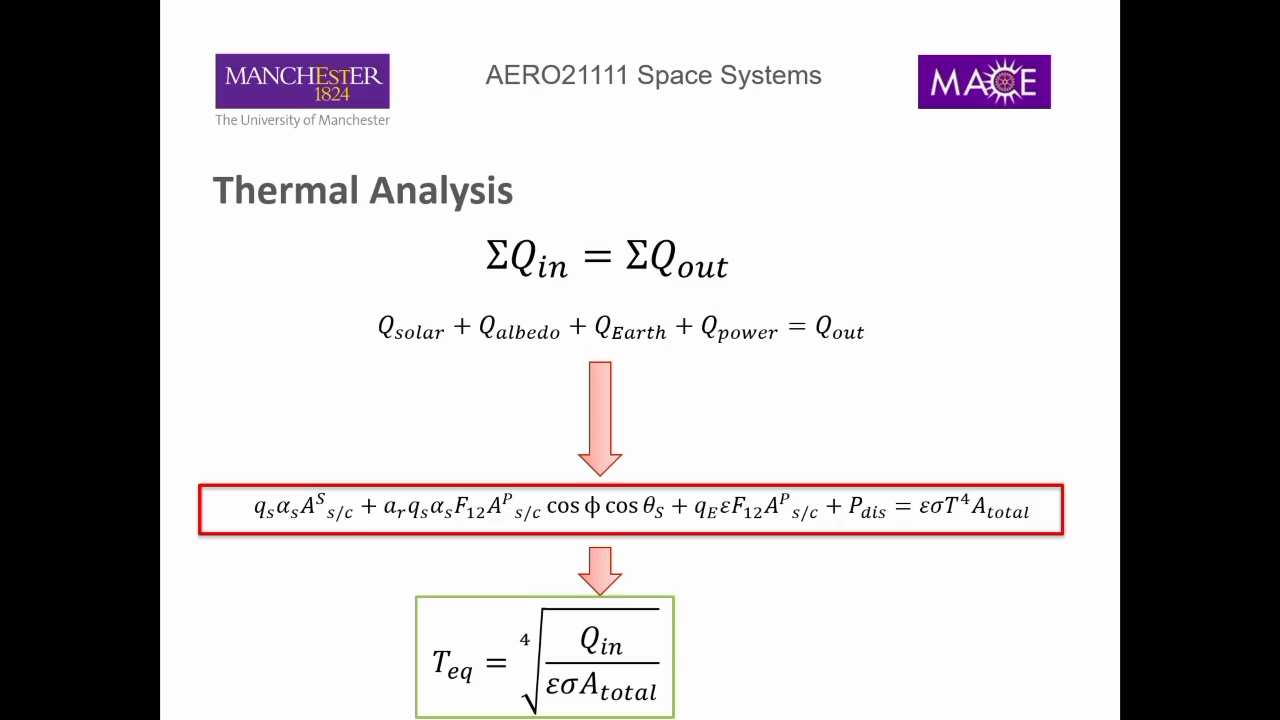 MANCHESTER
1824
The University of Manchester
AERO21111 Space Systems
MACE
Thermal Analysis
ΣQ_in = ΣQ_out
Q_solar + Q_albedo + Q_Earth + Q_power = Q_out
q_s α_s A^S_s/c + a_r q_s α_s F_12 A^P_s/c cos ϕ cos θ_S + q_E ε F_12 A^P_s/c + P_dis = εσT^4 A_total
T_eq = ⁴√(Q_in / εσA_total)